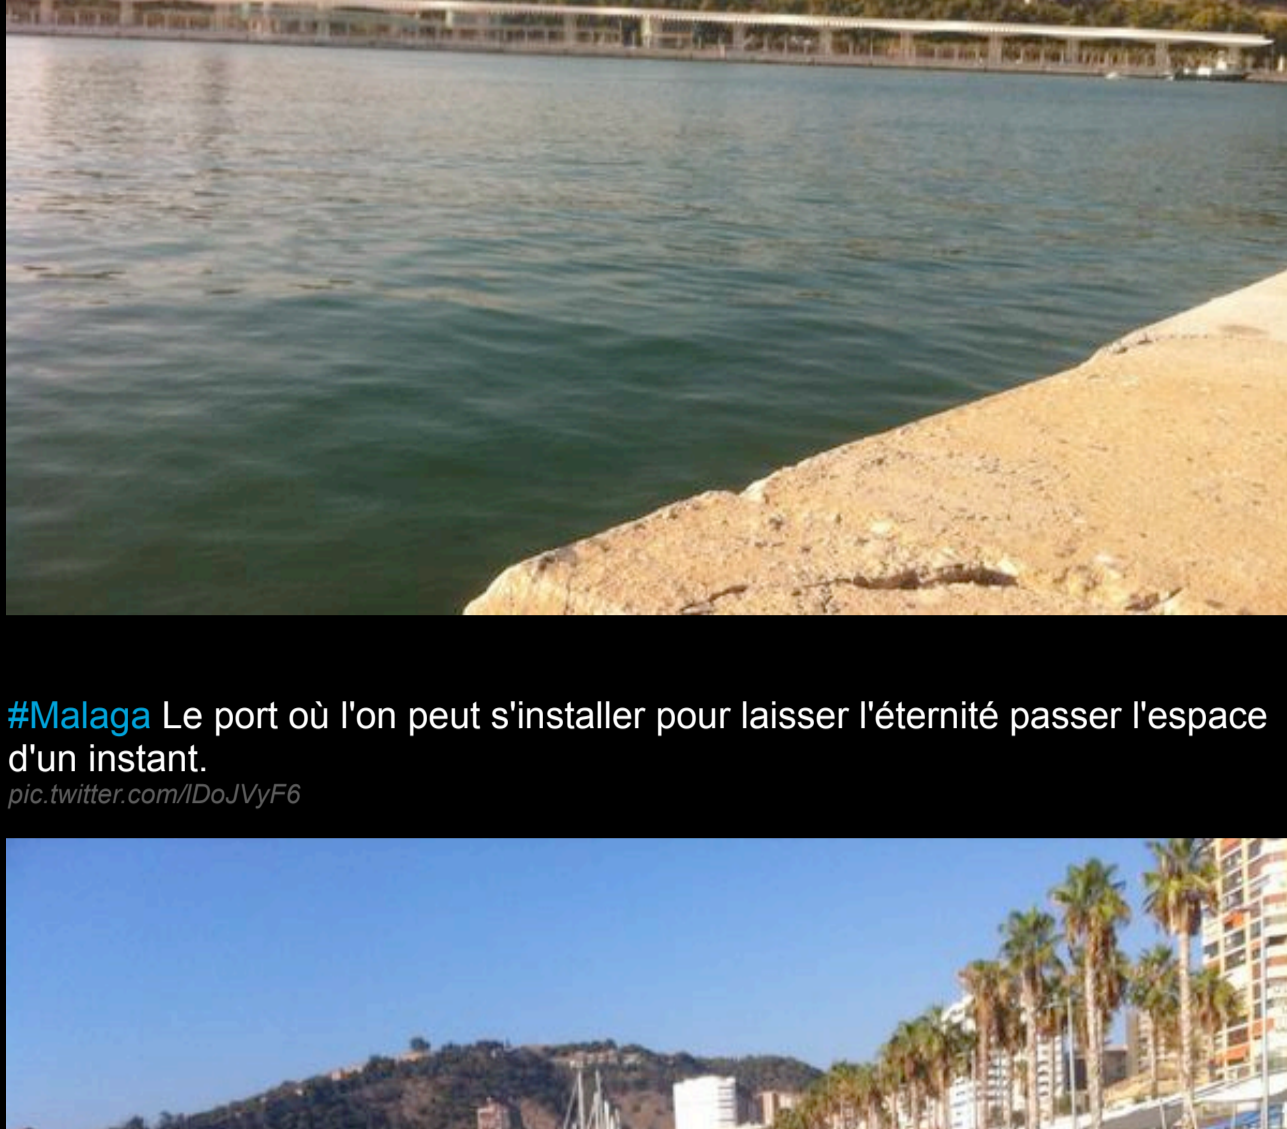 #Malaga Le port où l'on peut s'installer pour laisser l'éternité passer l'espace
d'un instant.
pic.twitter.com/lDoJVyF6